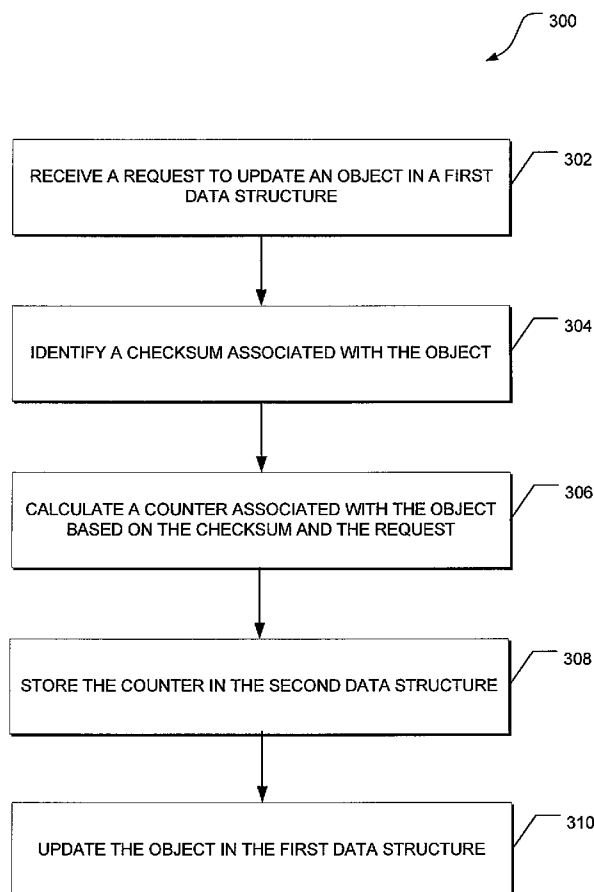 300
RECEIVE A REQUEST TO UPDATE AN OBJECT IN A FIRST
DATA STRUCTURE
302
IDENTIFY A CHECKSUM ASSOCIATED WITH THE OBJECT
304
CALCULATE A COUNTER ASSOCIATED WITH THE OBJECT
BASED ON THE CHECKSUM AND THE REQUEST
306
STORE THE COUNTER IN THE SECOND DATA STRUCTURE
308
UPDATE THE OBJECT IN THE FIRST DATA STRUCTURE
310